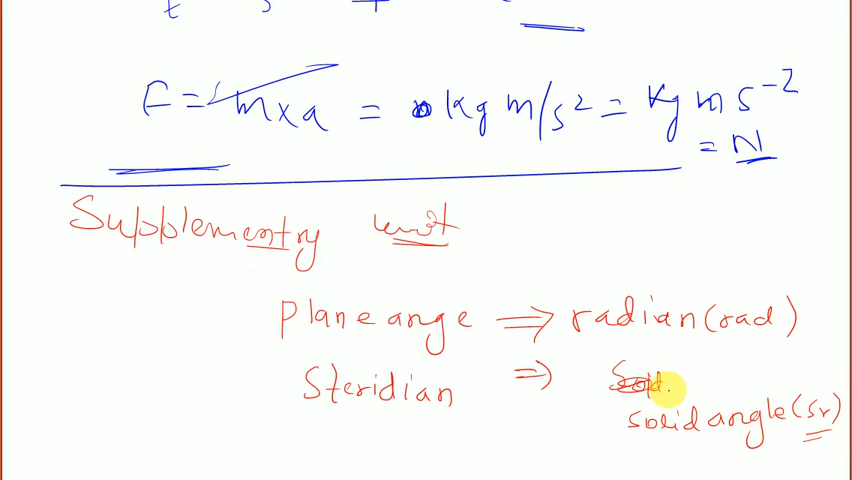 F = m x a = kg m/s² = kg m s⁻²
= N
Supplementry unit
plane ange ⇒ radian (rad)
Steridian ⇒
solid angle (sr)